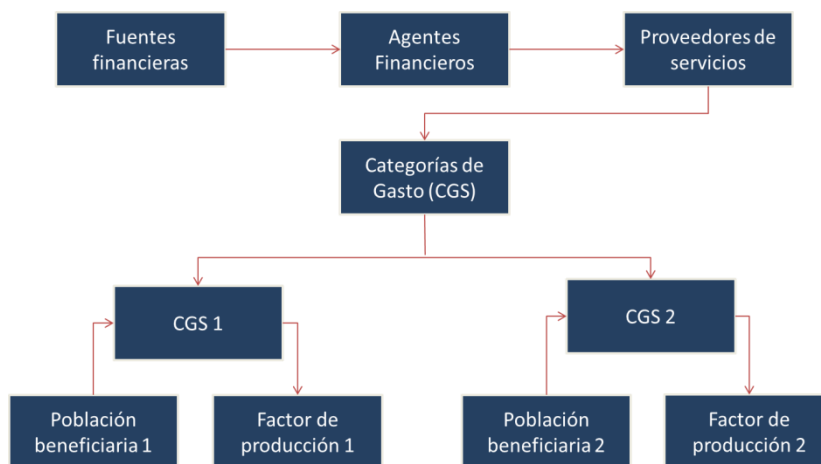 Fuentes
financieras
Agentes
Financieros
Proveedores de
servicios
Categorías de
Gasto (CGS)
CGS 1
CGS 2
Población
beneficiaria 1
Factor de
producción 1
Población
beneficiaria 2
Factor de
producción 2